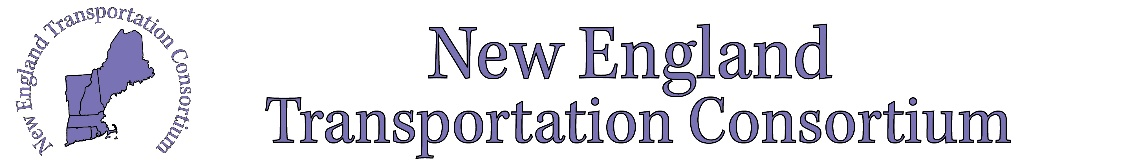 New England Transportation Consortium
New England
Transportation Consortium